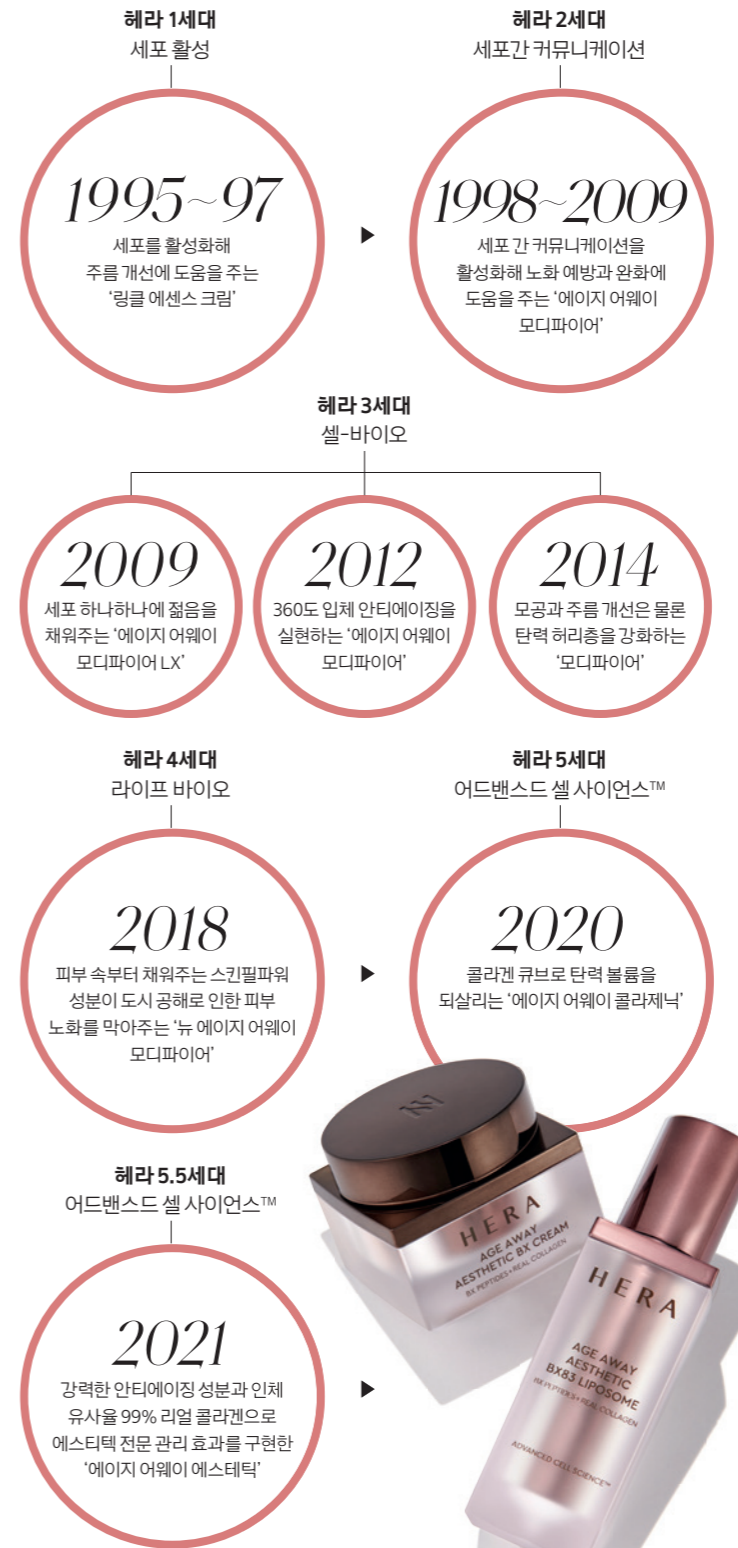 헤라 1세대
세포 활성
1995~97
세포를 활성화해
주름 개선에 도움을 주는
‘링클 에센스 크림’
헤라 2세대
세포간 커뮤니케이션
1998~2009
세포 간 커뮤니케이션을
활성화해 노화 예방과 완화에
도움을 주는 ‘에이지 어웨이
모디파이어’
헤라 3세대
셀-바이오
2009
세포 하나하나에 젊음을
채워주는 ‘에이지 어웨이
모디파이어 LX’
2012
360도 입체 안티에이징을
실현하는 ‘에이지 어웨이
모디파이어’
2014
모공과 주름 개선은 물론
탄력 허리층을 강화하는
‘모디파이어’
헤라 4세대
라이프 바이오
2018
피부 속부터 채워주는 스킨필파워
성분이 도시 공해로 인한 피부
노화를 막아주는 ‘뉴 에이지 어웨이
모디파이어’
헤라 5세대
어드밴스드 셀 사이언스™
2020
콜라겐 큐브로 탄력 볼륨을
되살리는 ‘에이지 어웨이 콜라제닉’
헤라 5.5세대
어드밴스드 셀 사이언스™
2021
강력한 안티에이징 성분과 인체
유사율 99% 리얼 콜라겐으로
에스티텍 전문 관리 효과를 구현한
‘에이지 어웨이 에스테틱’
HERA
AGE AWAY
AESTHETIC BX CREAM
BX PEPTIDES+REAL COLLAGEN
HERA
AGE AWAY
AESTHETIC
BX83 LIPOSOME
BX PEPTIDES+REAL COLLAGEN
ADVANCED CELL SCIENCE™